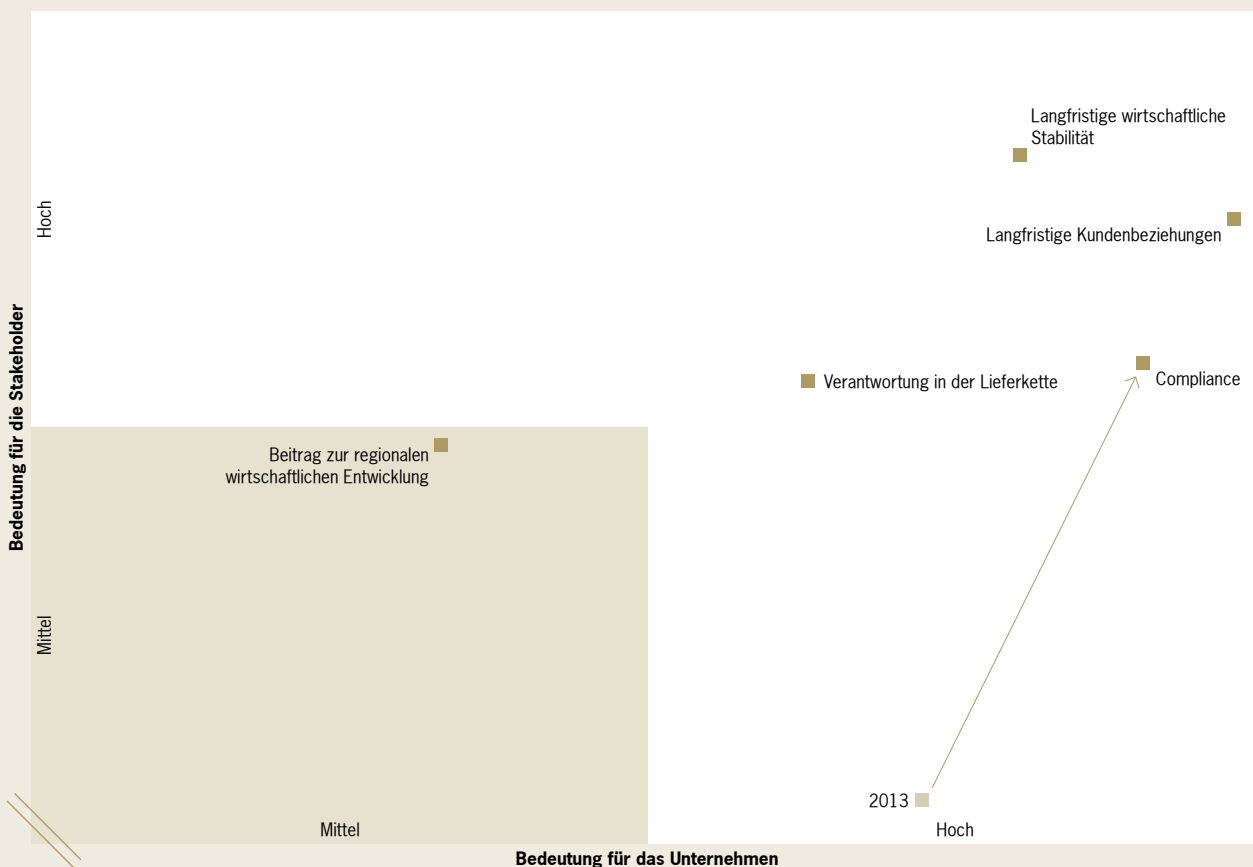 Langfristige wirtschaftliche
Stabilität
Hoch
Langfristige Kundenbeziehungen
Bedeutung für die Stakeholder
Verantwortung in der Lieferkette
Compliance
Beitrag zur regionalen
wirtschaftlichen Entwicklung
Mittel
2013
Mittel
Hoch
Bedeutung für das Unternehmen